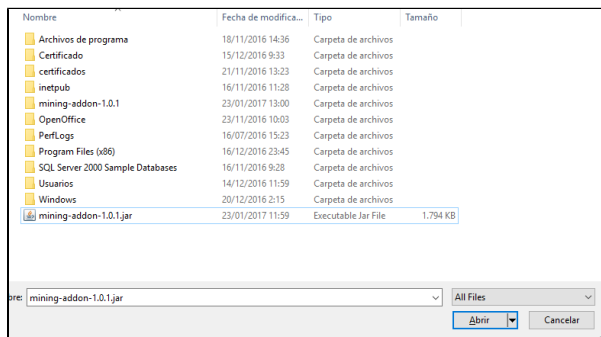 Nombre Fecha de modifica... Tipo Tamaño
Archivos de programa 18/11/2016 14:36 Carpeta de archivos
Certificado 15/12/2016 9:33 Carpeta de archivos
certificados 21/11/2016 13:23 Carpeta de archivos
inetpub 16/11/2016 11:28 Carpeta de archivos
mining-addon-1.0.1 23/01/2017 13:00 Carpeta de archivos
OpenOffice 23/11/2016 10:03 Carpeta de archivos
PerfLogs 16/07/2016 15:23 Carpeta de archivos
Program Files (x86) 16/12/2016 23:45 Carpeta de archivos
SQL Server 2000 Sample Databases 16/11/2016 9:28 Carpeta de archivos
Usuarios 14/12/2016 11:59 Carpeta de archivos
Windows 20/12/2016 2:15 Carpeta de archivos
mining-addon-1.0.1.jar 23/01/2017 11:59 Executable Jar File 1.794 KB
bre: mining-addon-1.0.1.jar All Files
Abrir Cancelar